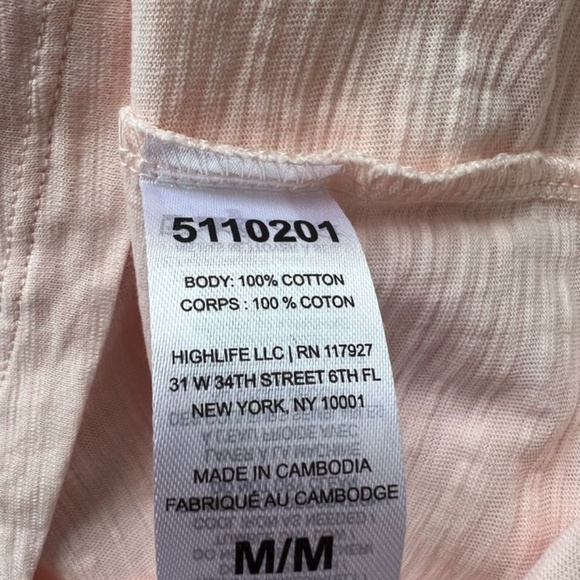 5110201
BODY: 100% COTTON
CORPS : 100 % COTON
HIGHLIFE LLC | RN 117927
31 W 34TH STREET 6TH FL
NEW YORK, NY 10001
MADE IN CAMBODIA
FABRIQUÉ AU CAMBODGE
M/M